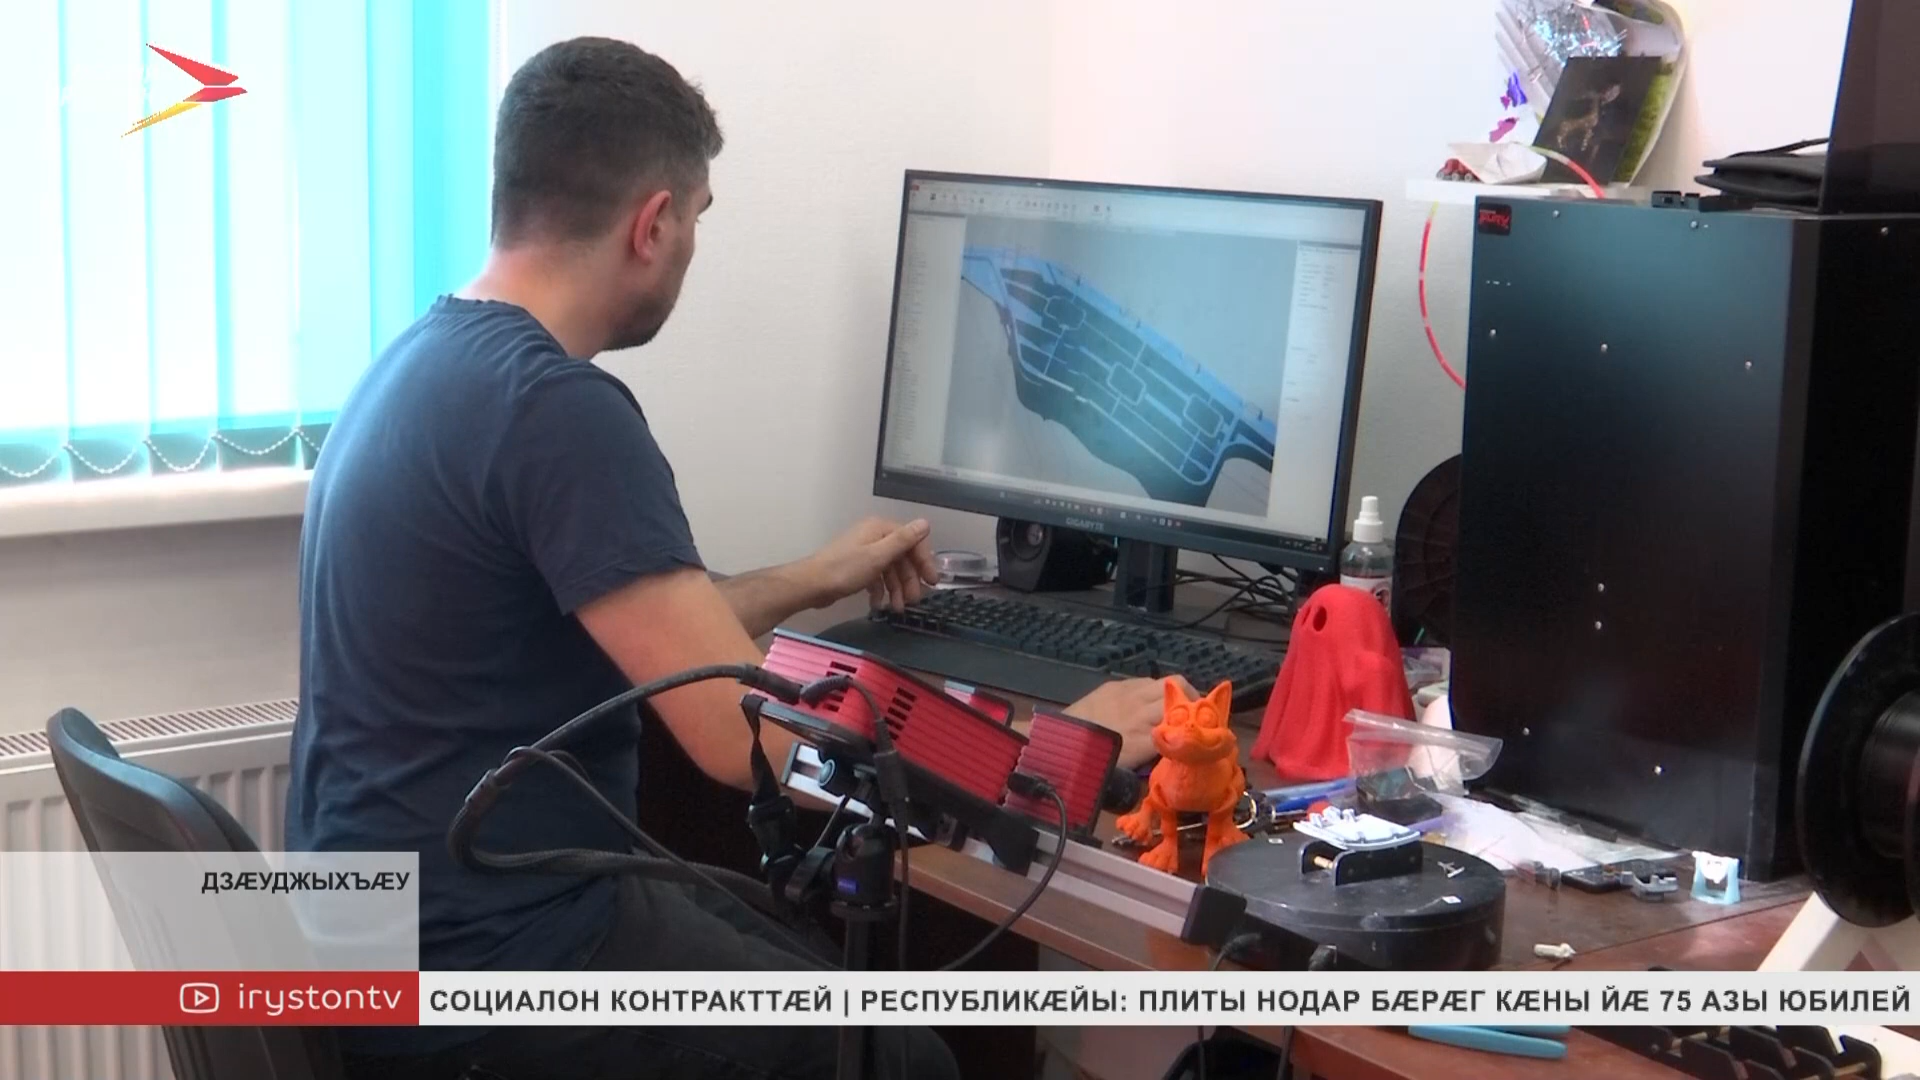 GIGABYTE
ДЗÆУДЖЫХЪÆУ
irystontv
СОЦИАЛОН КОНТРАКТТÆЙ | РЕСПУБЛИКÆЙЫ: ПЛИТЫ НОДАР БÆРÆГ КÆНЫ ЙÆ 75 АЗЫ ЮБИЛЕЙ